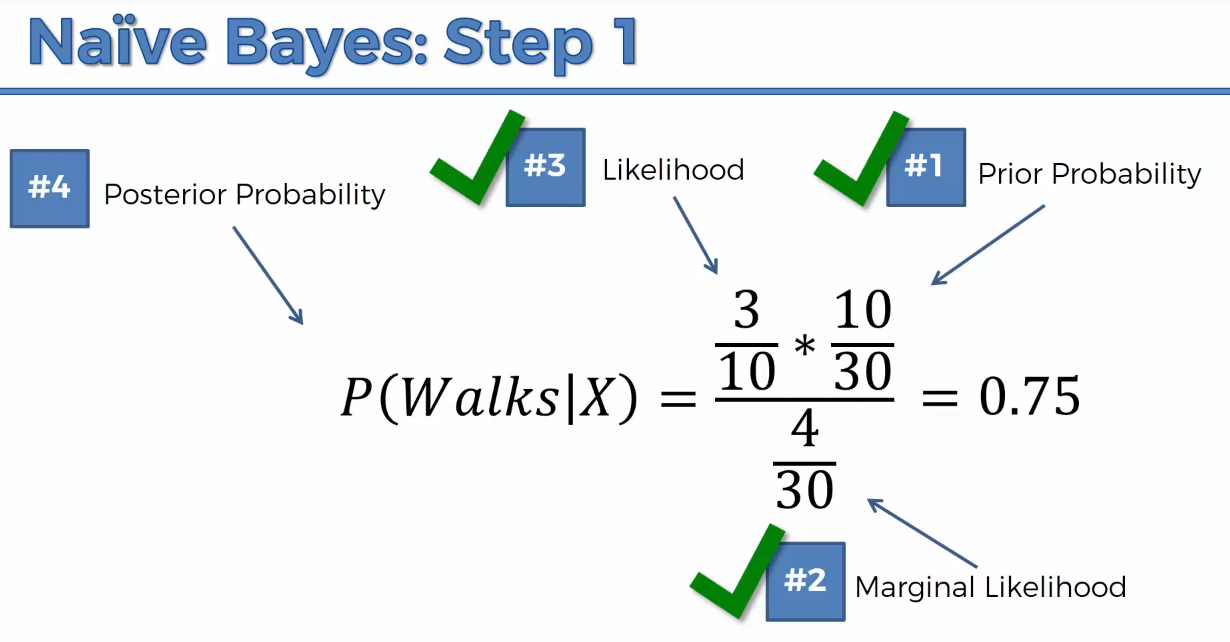 Naïve Bayes: Step 1
#4 Posterior Probability
#3 Likelihood
#1 Prior Probability
3 10
10 * 30
P(Walks|X) = = 0.75
4
30
#2 Marginal Likelihood